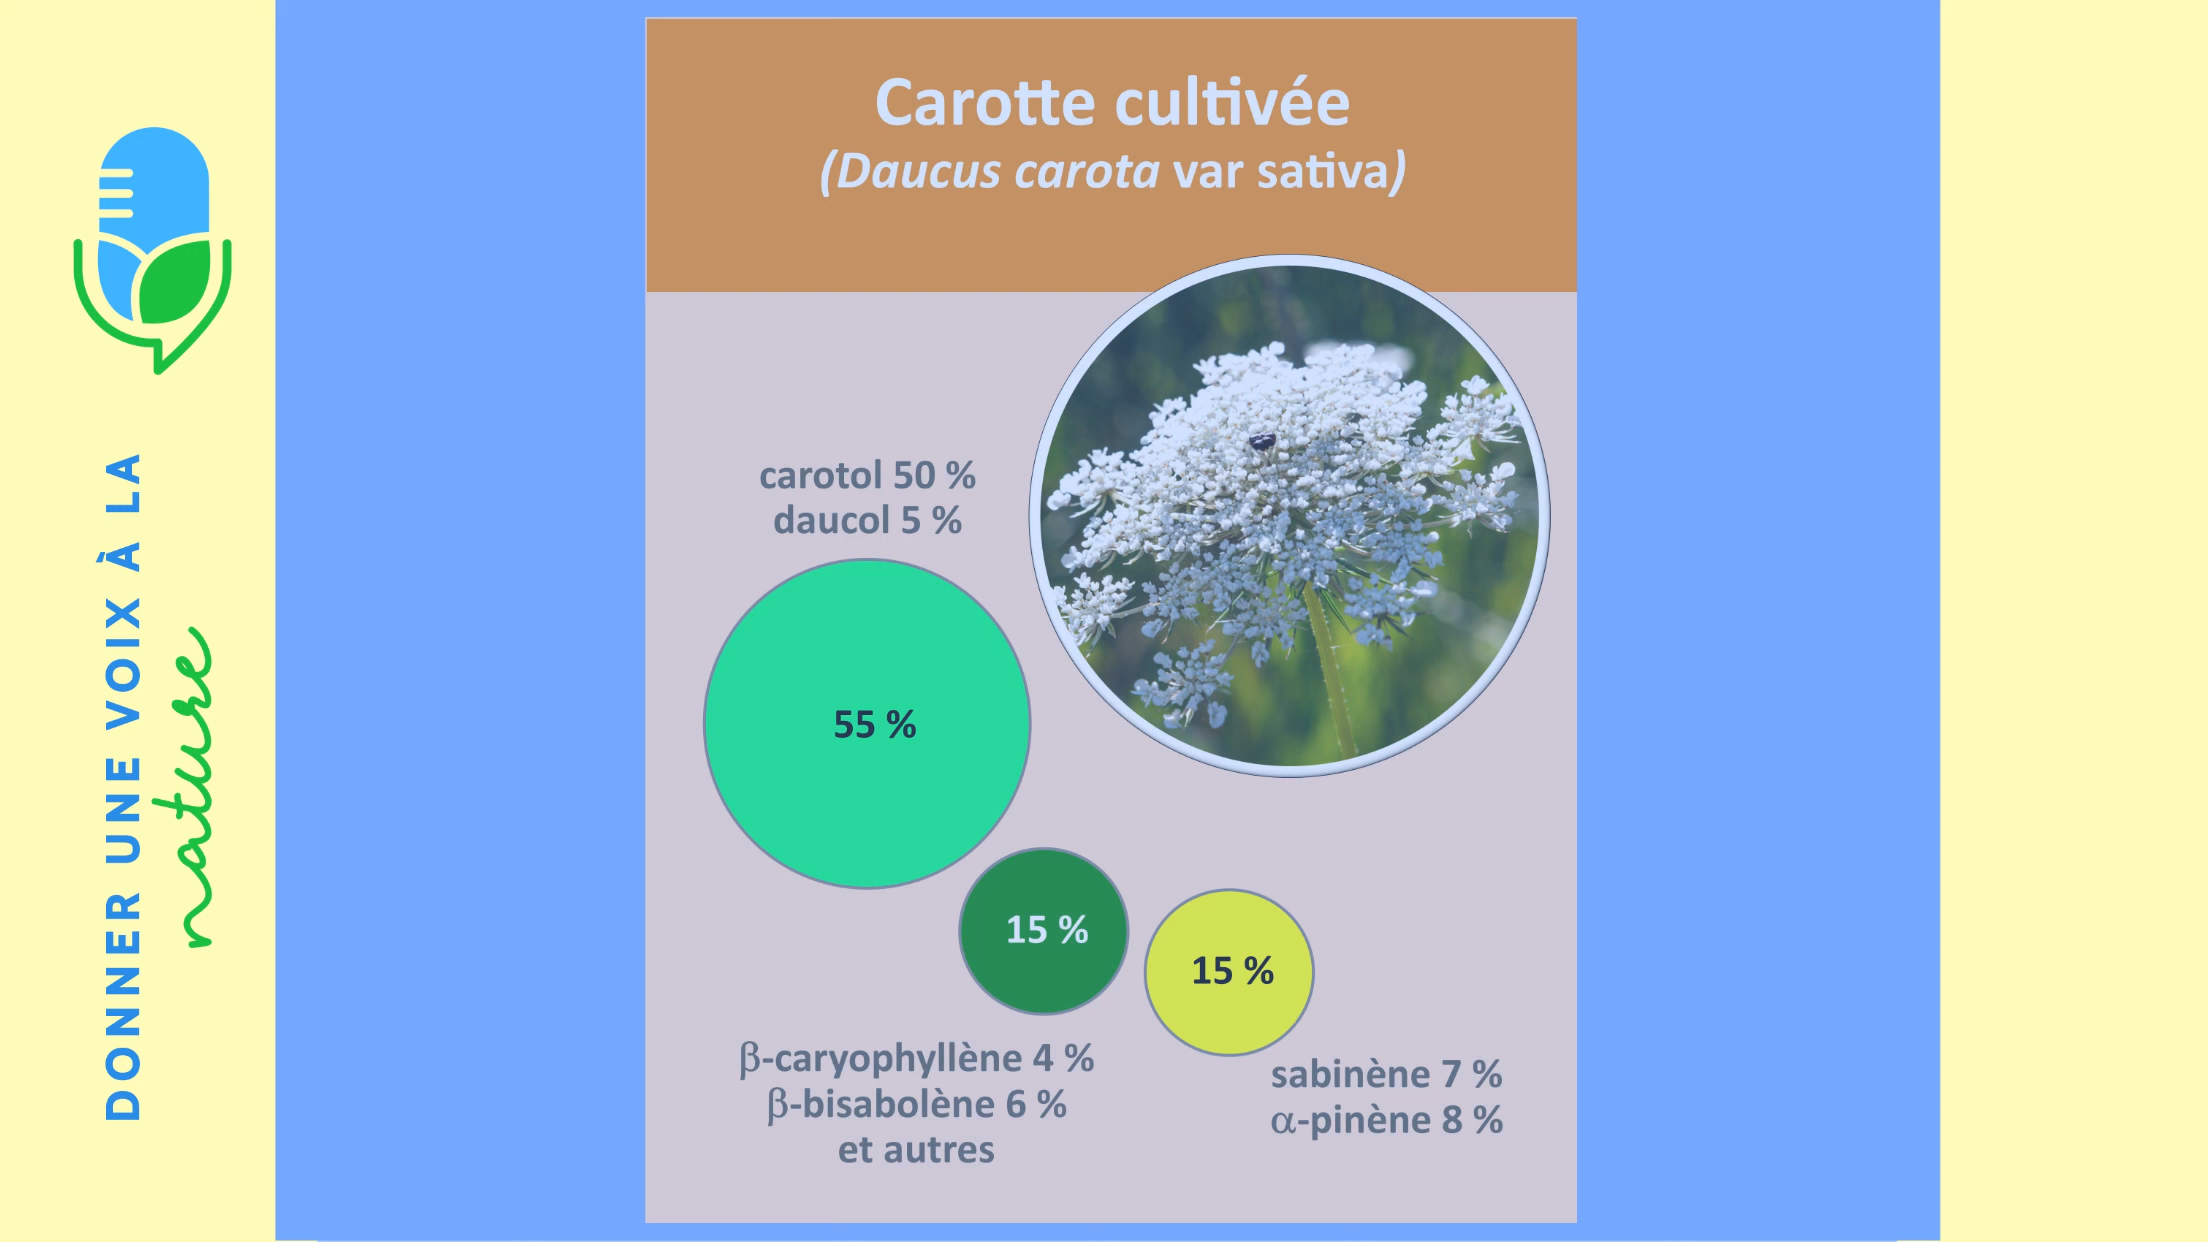 DONNER UNE VOIX À LA
nature
Carotte cultivée
(Daucus carota var sativa)
carotol 50 %
daucol 5 %
55 %
15 %
15 %
β-caryophyllène 4 %
β-bisabolène 6 %
et autres
sabinène 7 %
α-pinène 8 %